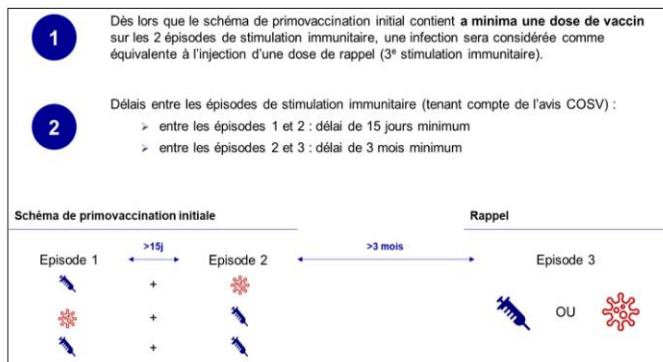 1
Dès lors que le schéma de primovaccination initial contient a minima une dose de vaccin
sur les 2 épisodes de stimulation immunitaire, une infection sera considérée comme
équivalente à l'injection d'une dose de rappel (3e stimulation immunitaire).
2
Délais entre les épisodes de stimulation immunitaire (tenant compte de l'avis COSV) :
➢ entre les épisodes 1 et 2 : délai de 15 jours minimum
➢ entre les épisodes 2 et 3 : délai de 3 mois minimum
Schéma de primovaccination initiale
Rappel
>15j
>3 mois
Episode 1
Episode 2
Episode 3
+
+
OU
+